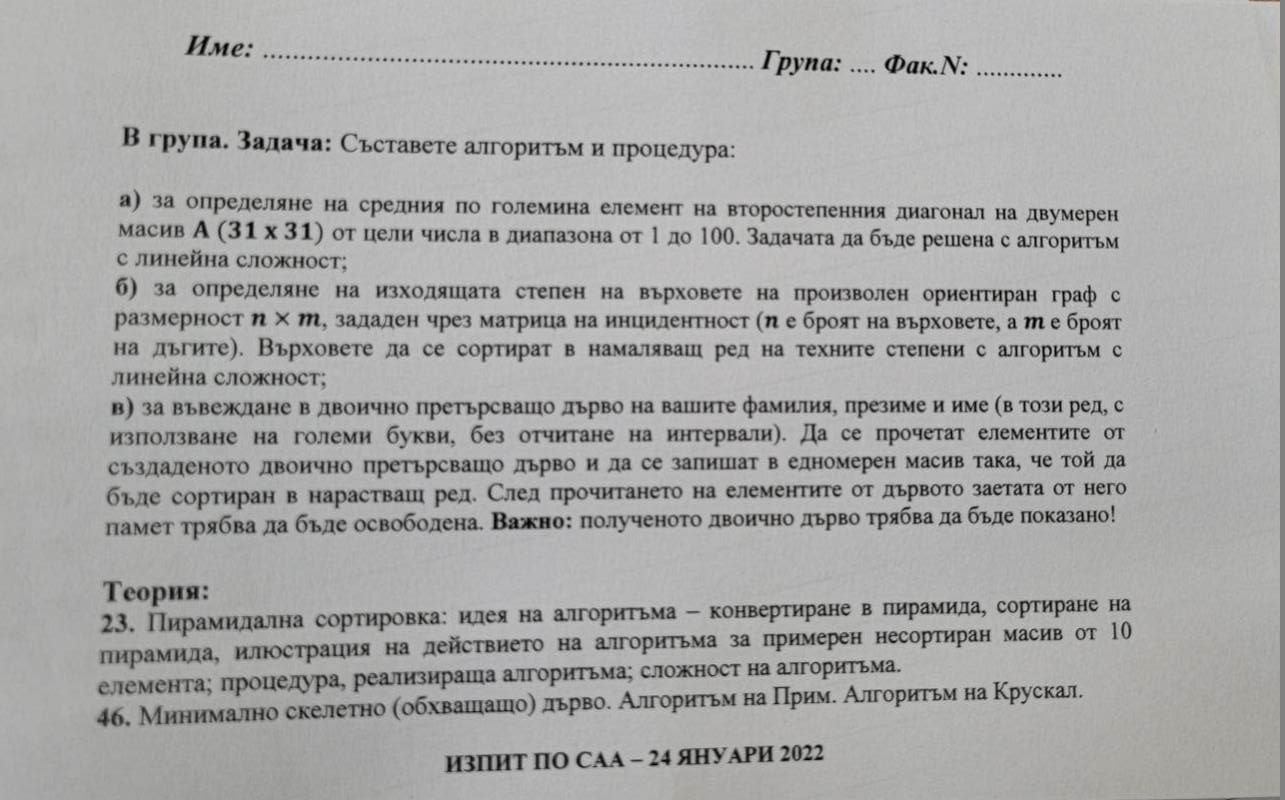 Име: ................................................................. Група: .... Фак.N: .............
В група. Задача: Съставете алгоритъм и процедура:
а) за определяне на средния по големина елемент на второстепенния диагонал на двумерен
масив А (31 x 31) от цели числа в диапазона от 1 до 100. Задачата да бъде решена с алгоритъм
с линейна сложност;
б) за определяне на изходящата степен на върховете на произволен ориентиран граф с
размерност n × m, зададен чрез матрица на инцидентност (n е броят на върховете, а m е броят
на дъгите). Върховете да се сортират в намаляващ ред на техните степени с алгоритъм с
линейна сложност;
в) за въвеждане в двоично претърсващо дърво на вашите фамилия, презиме и име (в този ред, с
използване на големи букви, без отчитане на интервали). Да се прочетат елементите от
създаденото двоично претърсващо дърво и да се запишат в едномерен масив така, че той да
бъде сортиран в нарастващ ред. След прочитането на елементите от дървото заетата от него
памет трябва да бъде освободена. Важно: полученото двоично дърво трябва да бъде показано!
Теория:
23. Пирамидална сортировка: идея на алгоритъма – конвертиране в пирамида, сортиране на
пирамида, илюстрация на действието на алгоритъма за примерен несортиран масив от 10
елемента; процедура, реализираща алгоритъма; сложност на алгоритъма.
46. Минимално скелетно (обхващащо) дърво. Алгоритъм на Прим. Алгоритъм на Крускал.
ИЗПИТ ПО САА – 24 ЯНУАРИ 2022